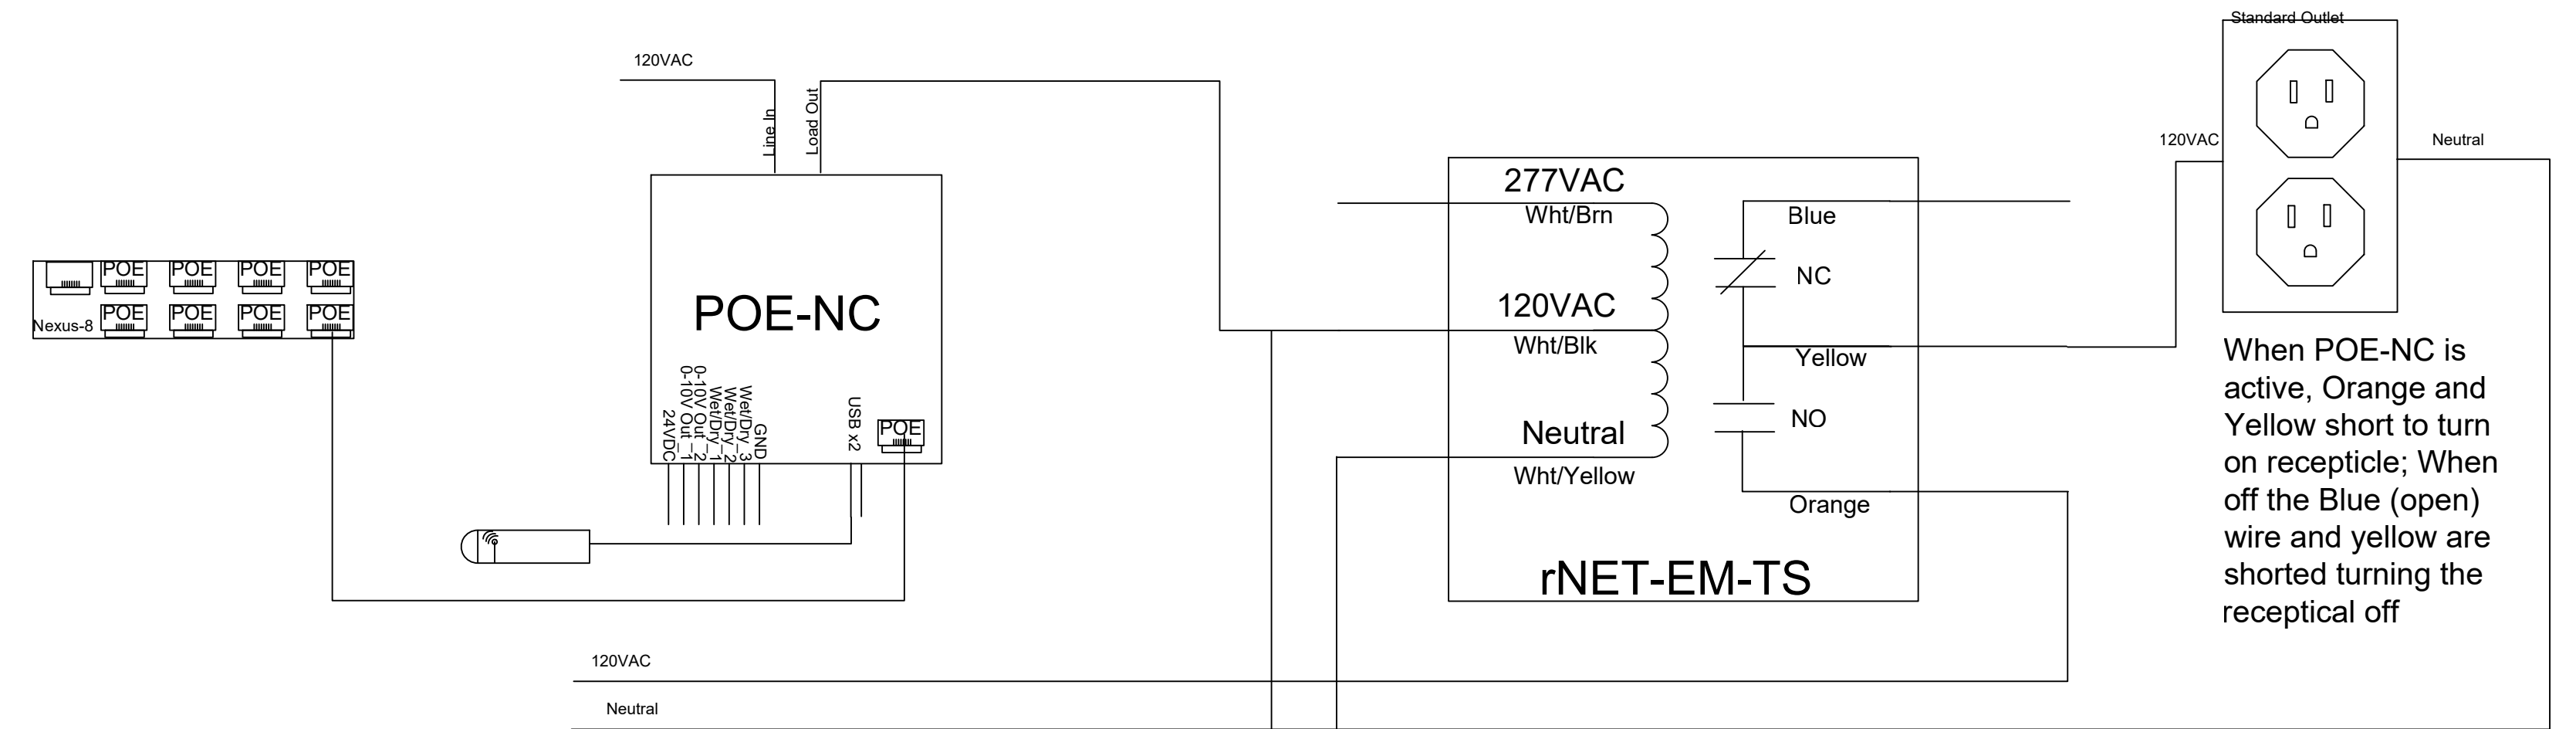 Standard Outlet
120VAC
Line In
Load Out
120VAC
Neutral
277VAC
Wht/Brn
Blue
NC
POE
POE
POE
POE
POE
POE
POE
POE
Nexus-8
POE-NC
120VAC
Wht/Blk
Yellow
NO
Neutral
Wht/Yellow
Orange
rNET-EM-TS
24VDC
0-10V Out_1
0-10V Out_2
Wet/Dry_1
Wet/Dry_2
Wet/Dry_3
GND
USB x2
POE
When POE-NC is
active, Orange and
Yellow short to turn
on recepticle; When
off the Blue (open)
wire and yellow are
shorted turning the
receptical off
120VAC
Neutral